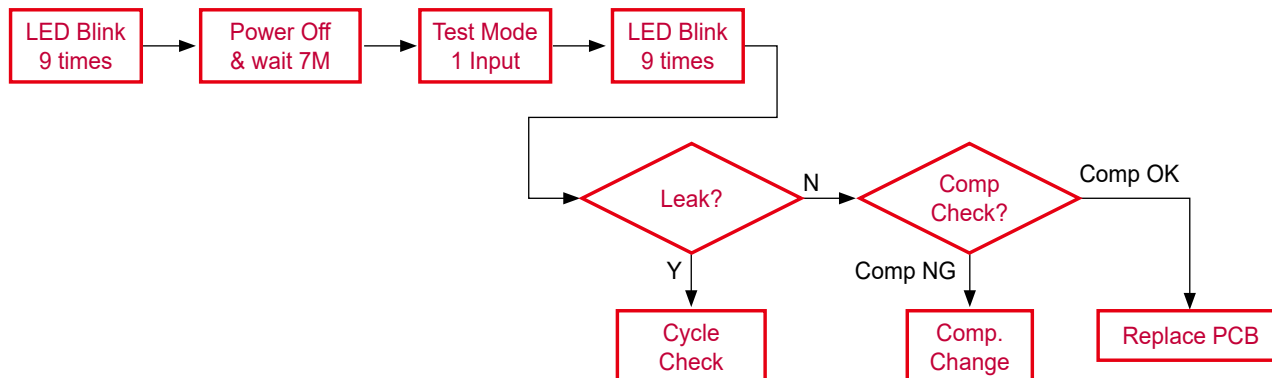 LED Blink
9 times
Power Off
& wait 7M
Test Mode
1 Input
LED Blink
9 times
Leak?
N
Comp
Check?
Comp OK
Y
Comp NG
Cycle
Check
Comp.
Change
Replace PCB